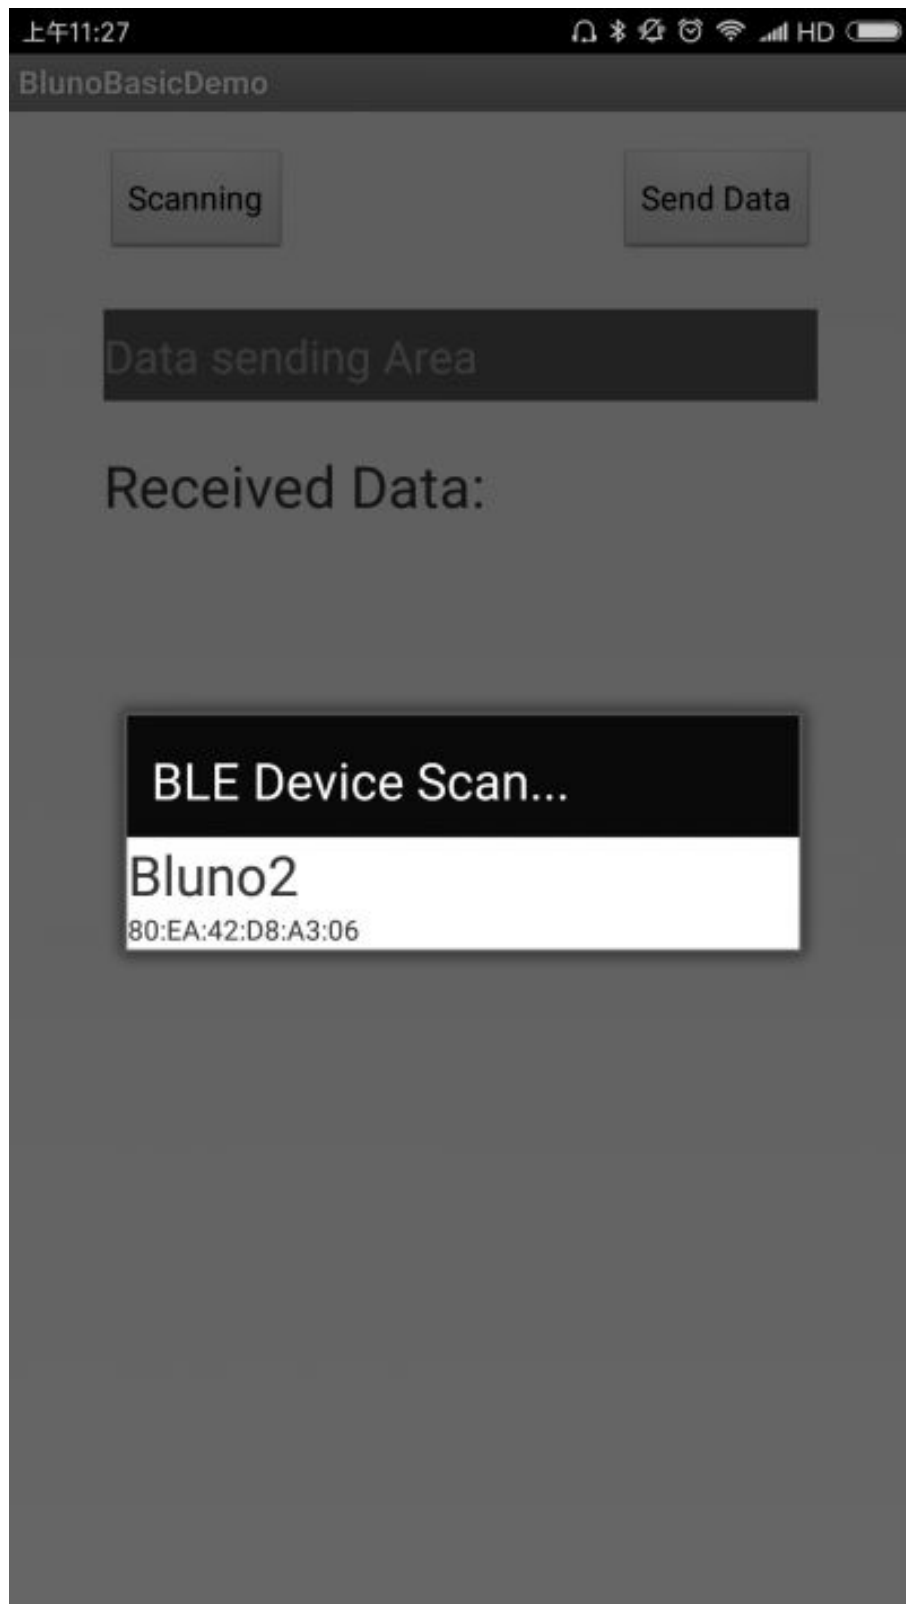 上午11:27 HD
BlunoBasicDemo
Scanning Send Data
Data sending Area
Received Data:
BLE Device Scan...
Bluno2
80:EA:42:D8:A3:06